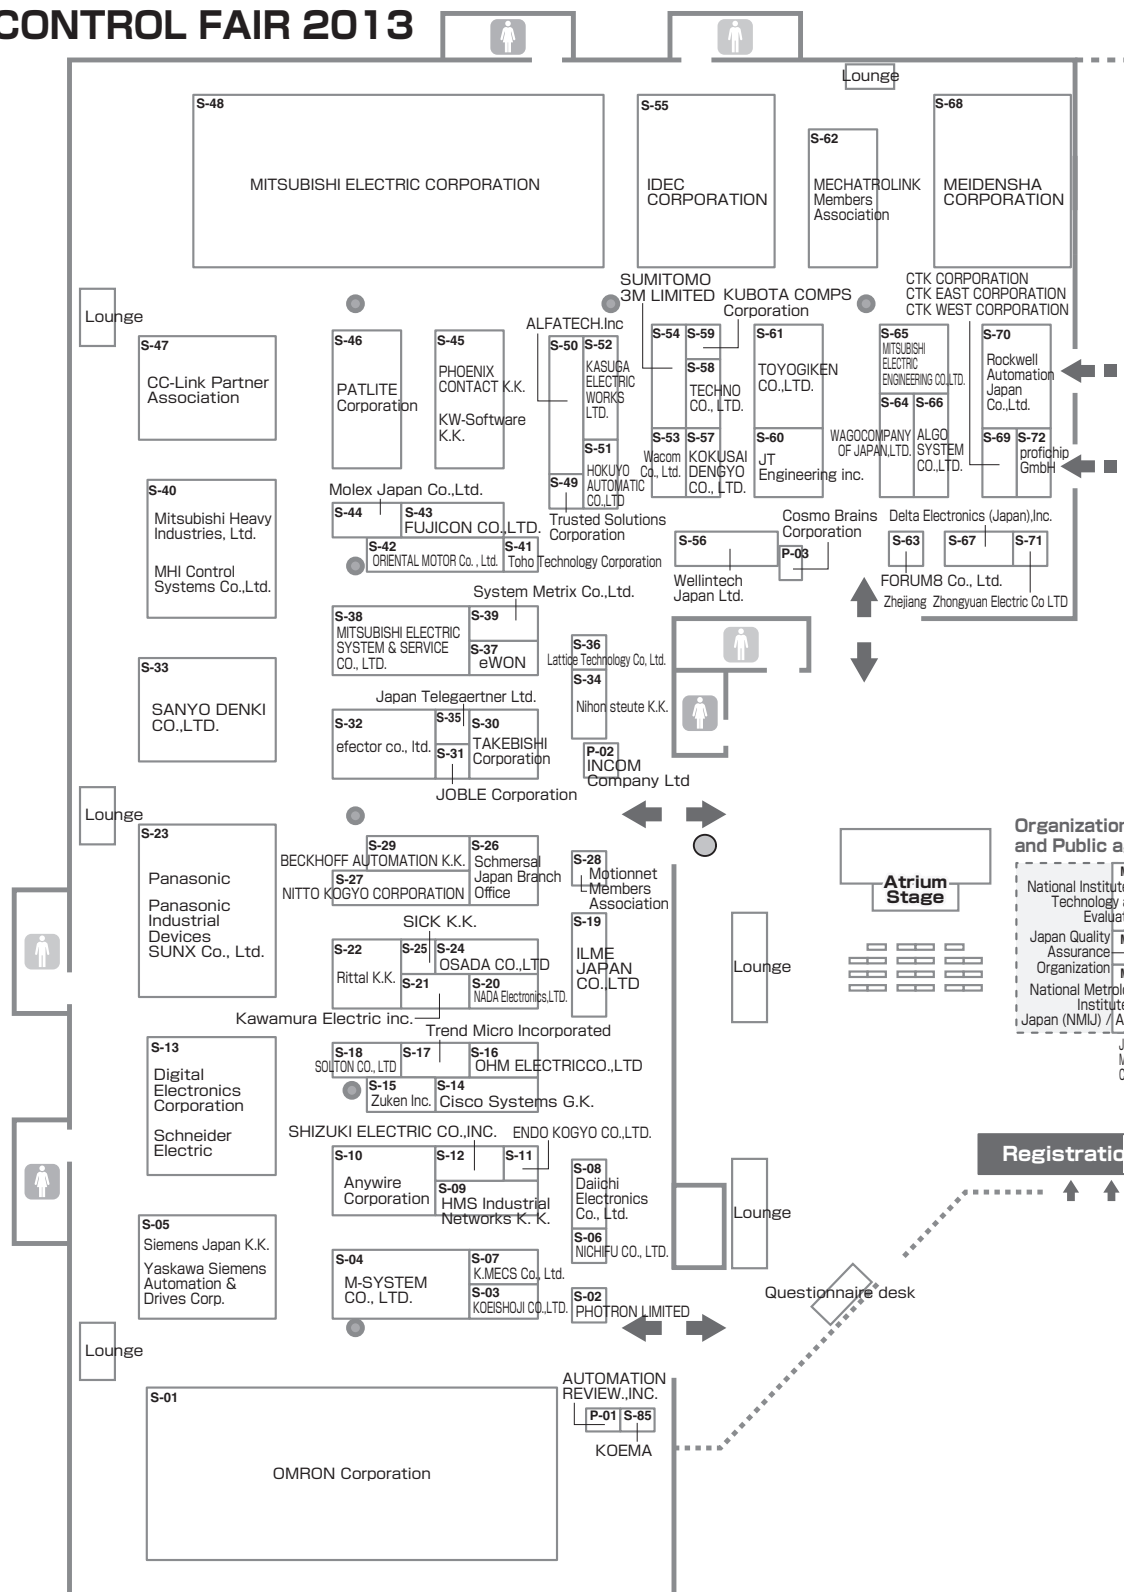 CONTROL FAIR 2013
Lounge
S-48
MITSUBISHI ELECTRIC CORPORATION
S-55
IDEC
CORPORATION
S-62
MECHATROLINK
Members
Association
S-68
MEIDENSHA
CORPORATION
Lounge
S-47
CC-Link Partner
Association
S-46
PATLITE
Corporation
S-45
PHOENIX
CONTACT K.K.
KW-Software
K.K.
ALFATECH.Inc
S-50
S-52
KASUGA
ELECTRIC
WORKS
LTD.
S-51
HOKUYO
AUTOMATIC
CO.,LTD
S-49
Trusted Solutions
Corporation
SUMITOMO
3M LIMITED
KUBOTA COMPS
Corporation
S-54
S-59
S-58
TECHNO
CO., LTD.
S-53
Wacom
Co., Ltd.
S-57
KOKUSAI
DENGYO
CO., LTD.
S-61
TOYOGIKEN
CO.,LTD.
S-60
JT
Engineering inc.
CTK CORPORATION
CTK EAST CORPORATION
CTK WEST CORPORATION
S-65
MITSUBISHI
ELECTRIC
ENGINEERING CO.,LTD.
S-64
WAGOCOMPANY
OF JAPAN,LTD.
S-66
ALGO
SYSTEM
CO.,LTD.
S-70
Rockwell
Automation
Japan
Co.,Ltd.
S-69
S-72
profichip
GmbH
S-40
Mitsubishi Heavy
Industries, Ltd.
MHI Control
Systems Co.,Ltd.
Molex Japan Co.,Ltd.
S-44
S-43
FUJICON CO.,LTD.
S-42
ORIENTAL MOTOR Co. , Ltd.
S-41
Toho Technology Corporation
S-56
Wellintech
Japan Ltd.
Cosmo Brains
Corporation
P-03
Delta Electronics (Japan),Inc.
S-63
S-67
S-71
FORUM8 Co., Ltd.
Zhejiang Zhongyuan Electric Co LTD
System Metrix Co.,Ltd.
S-38
MITSUBISHI ELECTRIC
SYSTEM & SERVICE
CO., LTD.
S-39
S-37
eWON
S-36
Lattice Technology Co, Ltd.
S-34
Nihon steute K.K.
S-33
SANYO DENKI
CO.,LTD.
Japan Telegaertner Ltd.
S-32
efector co., ltd.
S-35
S-31
S-30
TAKEBISHI
Corporation
JOBLE Corporation
P-02
INCOM
Company Ltd
Lounge
S-23
Panasonic
Panasonic
Industrial
Devices
SUNX Co., Ltd.
S-29
BECKHOFF AUTOMATION K.K.
S-27
NITTO KOGYO CORPORATION
S-26
Schmersal
Japan Branch
Office
S-28
Motionnet
Members
Association
SICK K.K.
S-22
Rittal K.K.
S-25
S-24
OSADA CO.,LTD
S-21
S-20
NADA Electronics,LTD.
Kawamura Electric inc.
S-19
ILME
JAPAN
CO.,LTD
Lounge
Atrium
Stage
Organization
and Public a
National Institute
Technology a
Evaluat
Japan Quality
Assurance
Organization
National Metrolo
Institute
Japan (NMIJ) / A
S-13
Digital
Electronics
Corporation
Schneider
Electric
Trend Micro Incorporated
S-18
SOLTON CO., LTD
S-17
S-16
OHM ELECTRICCO.,LTD
S-15
Zuken Inc.
S-14
Cisco Systems G.K.
SHIZUKI ELECTRIC CO.,INC.
ENDO KOGYO CO.,LTD.
S-10
Anywire
Corporation
S-12
S-11
S-09
HMS Industrial
Networks K. K.
S-08
Daiichi
Electronics
Co., Ltd.
S-06
NICHIFU CO., LTD.
Lounge
Registratio
Questionnaire desk
S-05
Siemens Japan K.K.
Yaskawa Siemens
Automation &
Drives Corp.
S-04
M-SYSTEM
CO., LTD.
S-07
K.MECS Co., Ltd.
S-03
KOEISHOJI CO.,LTD.
S-02
PHOTRON LIMITED
Lounge
S-01
OMRON Corporation
AUTOMATION
REVIEW.,INC.
P-01
S-85
KOEMA